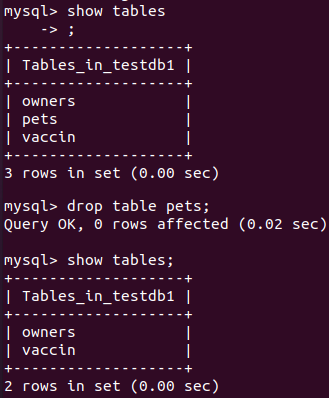 mysql> show tables
    -> ;
+-------------------+
| Tables_in_testdb1 |
+-------------------+
| owners            |
| pets              |
| vaccin            |
+-------------------+
3 rows in set (0.00 sec)

mysql> drop table pets;
Query OK, 0 rows affected (0.02 sec)

mysql> show tables;
+-------------------+
| Tables_in_testdb1 |
+-------------------+
| owners            |
| vaccin            |
+-------------------+
2 rows in set (0.00 sec)